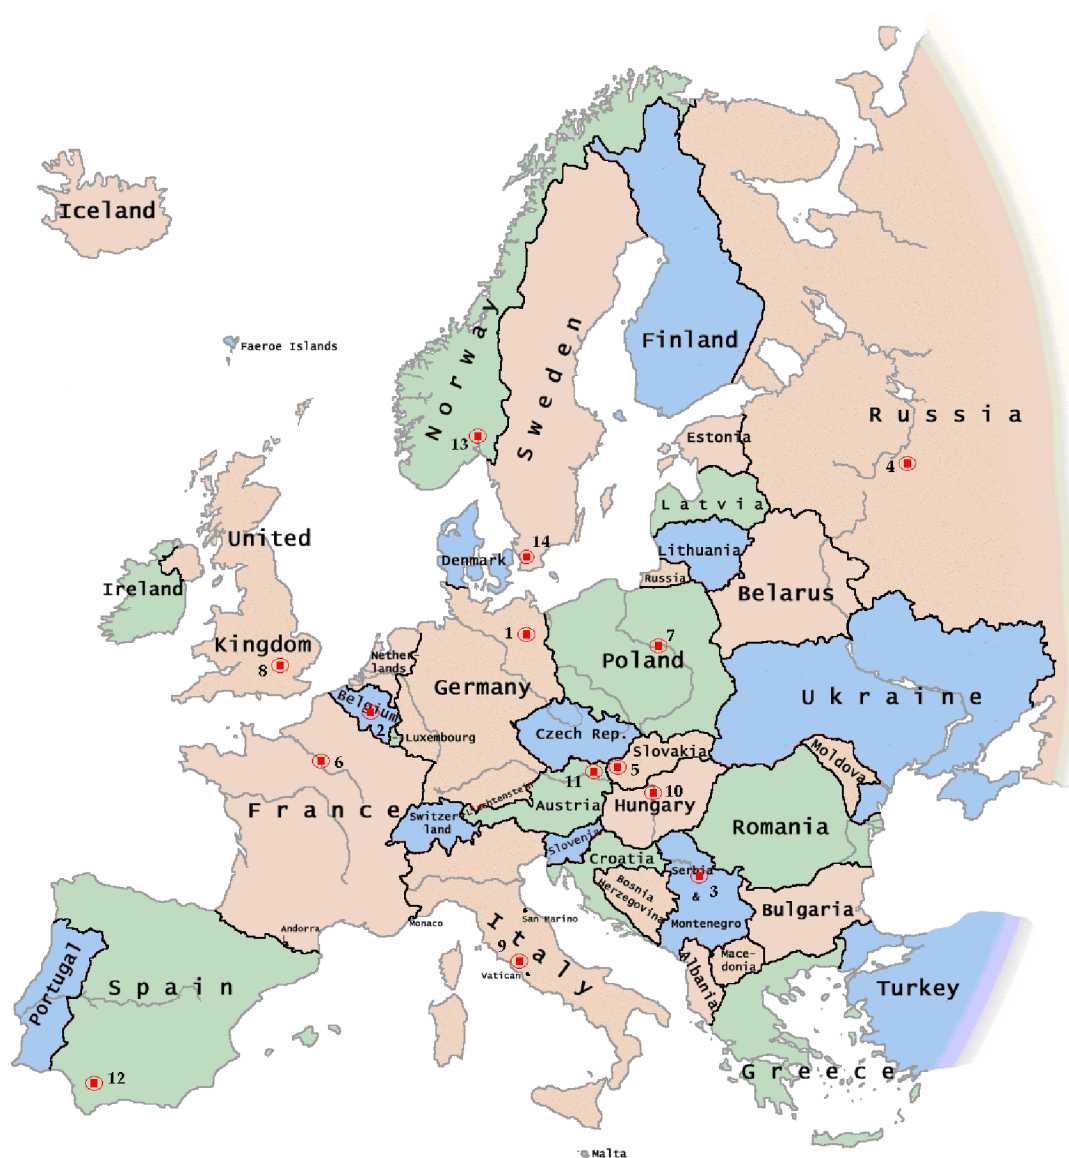 Iceland
Faeroe Islands
Norway
Sweden
Finland
Russia
13
4
Estonia
Latvia
Lithuania
Russia
Belarus
14
Denmark
United
Kingdom
8
Ireland
Nether-
lands
Belgium
2
Luxembourg
1
Germany
7
Poland
Ukraine
Czech Rep.
Slovakia
5
11
Liechtenstein
Austria
10
Hungary
Moldova
Romania
6
France
Switzer-
land
Slovenia
Croatia
Bosnia
Herzegovina
Serbia
3
&
Montenegro
Bulgaria
Mace-
donia
Albania
Andorra
Monaco
San Marino
Italy
9
Vatican
Portugal
Spain
12
Turkey
Greece
Malta